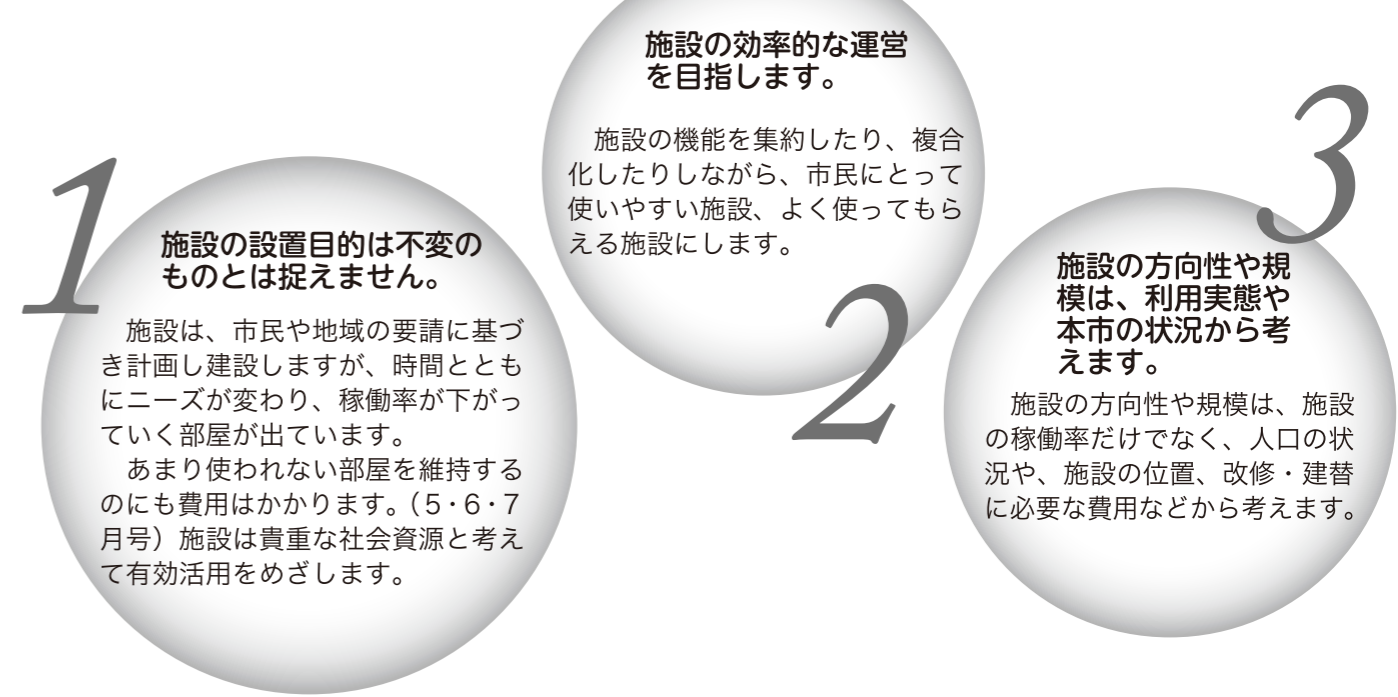 1
施設の設置目的は不変の
ものとは捉えません。
　施設は、市民や地域の要請に基づ
き計画し建設しますが、時間ととも
にニーズが変わり、稼働率が下がっ
ていく部屋が出ています。
　あまり使われない部屋を維持する
のにも費用はかかります。（５・６・７
月号）施設は貴重な社会資源と考え
て有効活用をめざします。
2
施設の効率的な運営
を目指します。
　施設の機能を集約したり、複合
化したりしながら、市民にとって
使いやすい施設、よく使ってもら
える施設にします。
3
施設の方向性や規
模は、利用実態や
本市の状況から考
えます。
　施設の方向性や規模は、施設
の稼働率だけでなく、人口の状
況や、施設の位置、改修・建替
に必要な費用などから考えます。